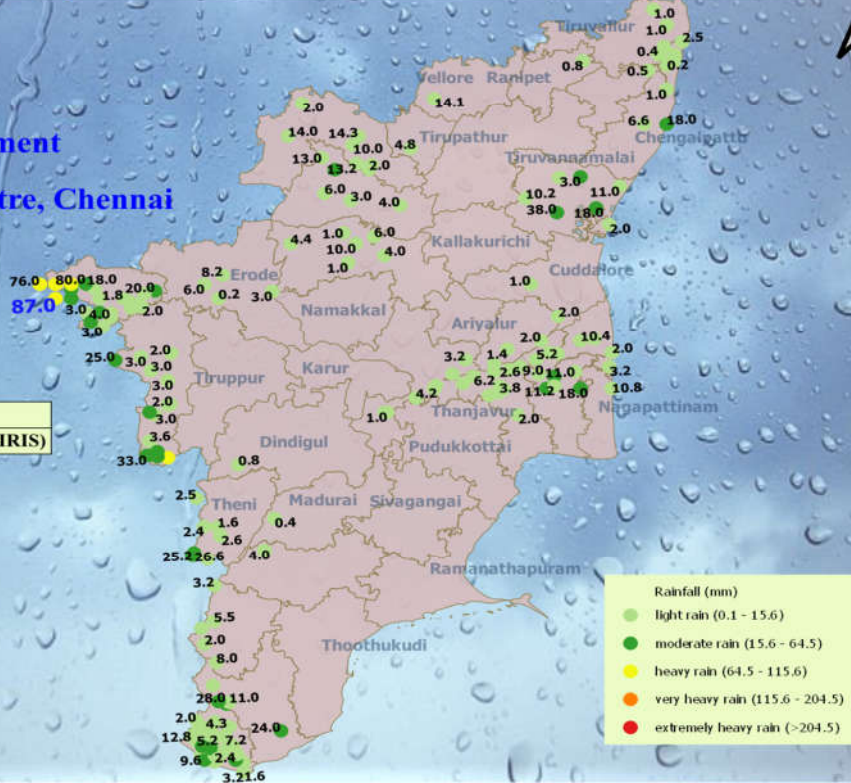 ment
tre, Chennai
IRIS)
1.0
Tiruvallur
1.0
2.5
0.4
0.8
0.5
0.2
Vellore Ranipet
1.0
2.0
14.1
6.6 18.0
14.0 14.3
Tirupathur
Chengalpattu
10.0 4.8
13.0
Tiruvannamalai
13.2 2.0
3.0
6.0
10.2
11.0
3.0 4.0
38.0 18.0
2.0
1.0 6.0
4.4
Kallakurichi
10.0
4.0
1.0
Cuddalore
8.2
Erode
76.0 80.0 18.0
1.0
20.0
6.0 0.2 3.0
1.8
87.0
3.0 4.0
2.0
Namakkal
2.0
3.0
Ariyalur
2.0
10.4
2.0
25.0 3.0
3.2
1.4
5.2
2.0
3.0
Karur
2.6 9.0 11.0
3.2
3.0
Tiruppur
6.2
3.8
11.2 18.0
10.8
4.2
2.0
3.0
1.0
Thanjavur
2.0
Nagapattinam
3.6
Dindigul
Pudukkottai
33.0
0.8
2.5
Theni
Madurai Sivagangai
1.6
0.4
2.4
2.6
25.2 26.6
4.0
Ramanathapuram
3.2
5.5
2.0
Thoothukudi
8.0
28.0 11.0
2.0
4.3
24.0
12.8
5.2 7.2
9.6 2.4
3.2 1.6
Rainfall (mm)
light rain (0.1 - 15.6)
moderate rain (15.6 - 64.5)
heavy rain (64.5 - 115.6)
very heavy rain (115.6 - 204.5)
extremely heavy rain (>204.5)